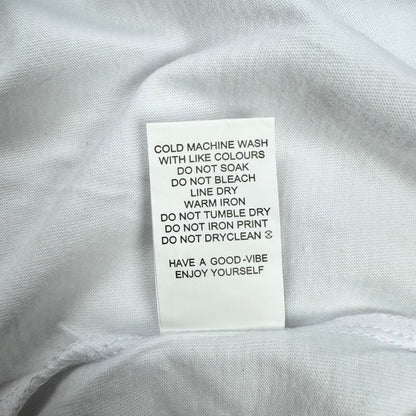 COLD MACHINE WASH
WITH LIKE COLOURS
DO NOT SOAK
DO NOT BLEACH
LINE DRY
WARM IRON
DO NOT TUMBLE DRY
DO NOT IRON PRINT
DO NOT DRYCLEAN
HAVE A GOOD-VIBE
ENJOY YOURSELF